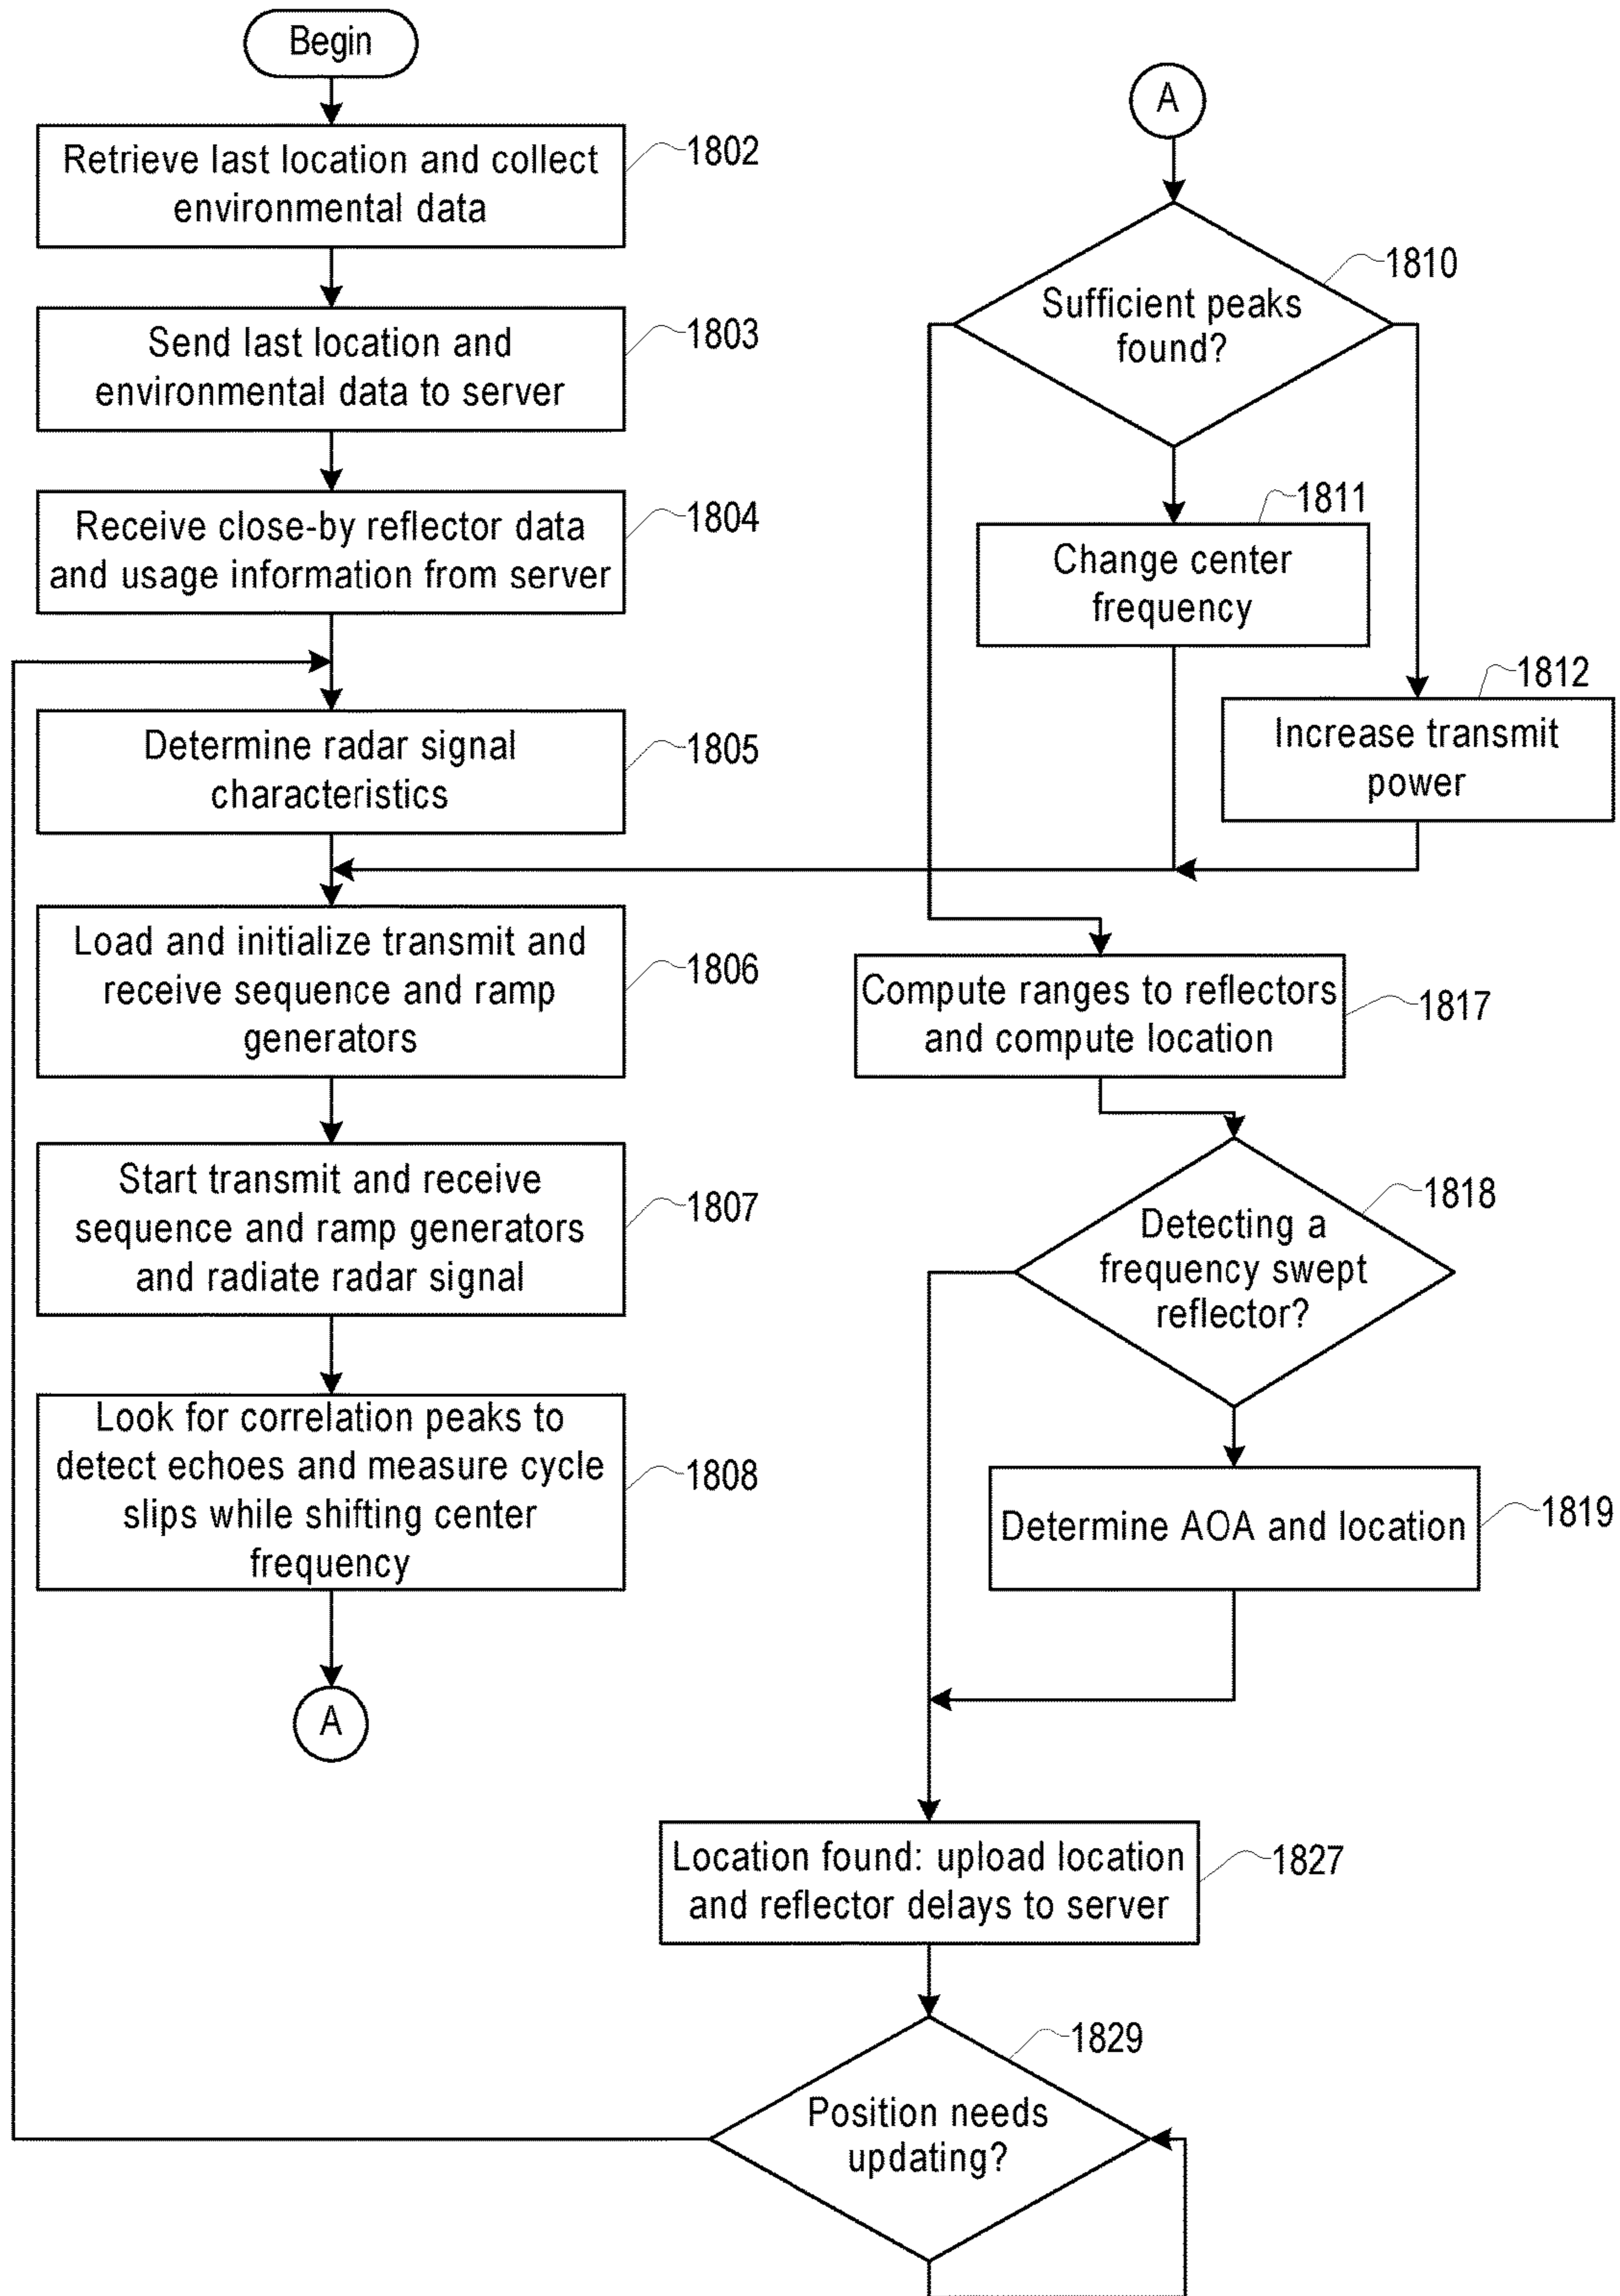 Begin
Retrieve last location and collect
environmental data
1802
Send last location and
environmental data to server
1803
Receive close-by reflector data
and usage information from server
1804
Determine radar signal
characteristics
1805
Load and initialize transmit and
receive sequence and ramp
generators
1806
Start transmit and receive
sequence and ramp generators
and radiate radar signal
1807
Look for correlation peaks to
detect echoes and measure cycle
slips while shifting center
frequency
1808
A
A
Sufficient peaks
found?
1810
Change center
frequency
1811
Increase transmit
power
1812
Compute ranges to reflectors
and compute location
1817
Detecting a
frequency swept
reflector?
1818
Determine AOA and location
1819
Location found: upload location
and reflector delays to server
1827
Position needs
updating?
1829